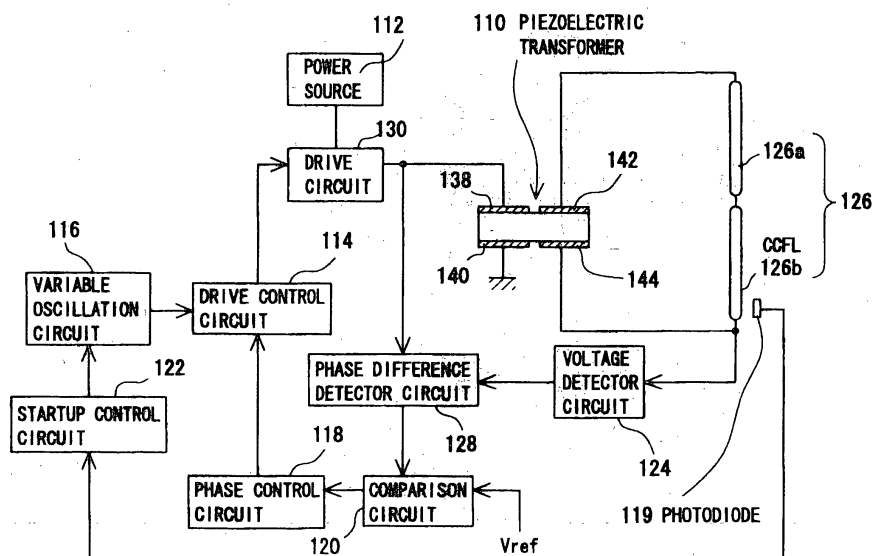 112
POWER
SOURCE
110 PIEZOELECTRIC
TRANSFORMER
130
DRIVE
CIRCUIT
138
142
126a
126
116
VARIABLE
OSCILLATION
CIRCUIT
114
DRIVE CONTROL
CIRCUIT
140
144
CCFL
126b
122
STARTUP CONTROL
CIRCUIT
PHASE DIFFERENCE
DETECTOR CIRCUIT
128
VOLTAGE
DETECTOR
CIRCUIT
124
118
PHASE CONTROL
CIRCUIT
COMPARISON
CIRCUIT
120
Vref
119 PHOTODIODE